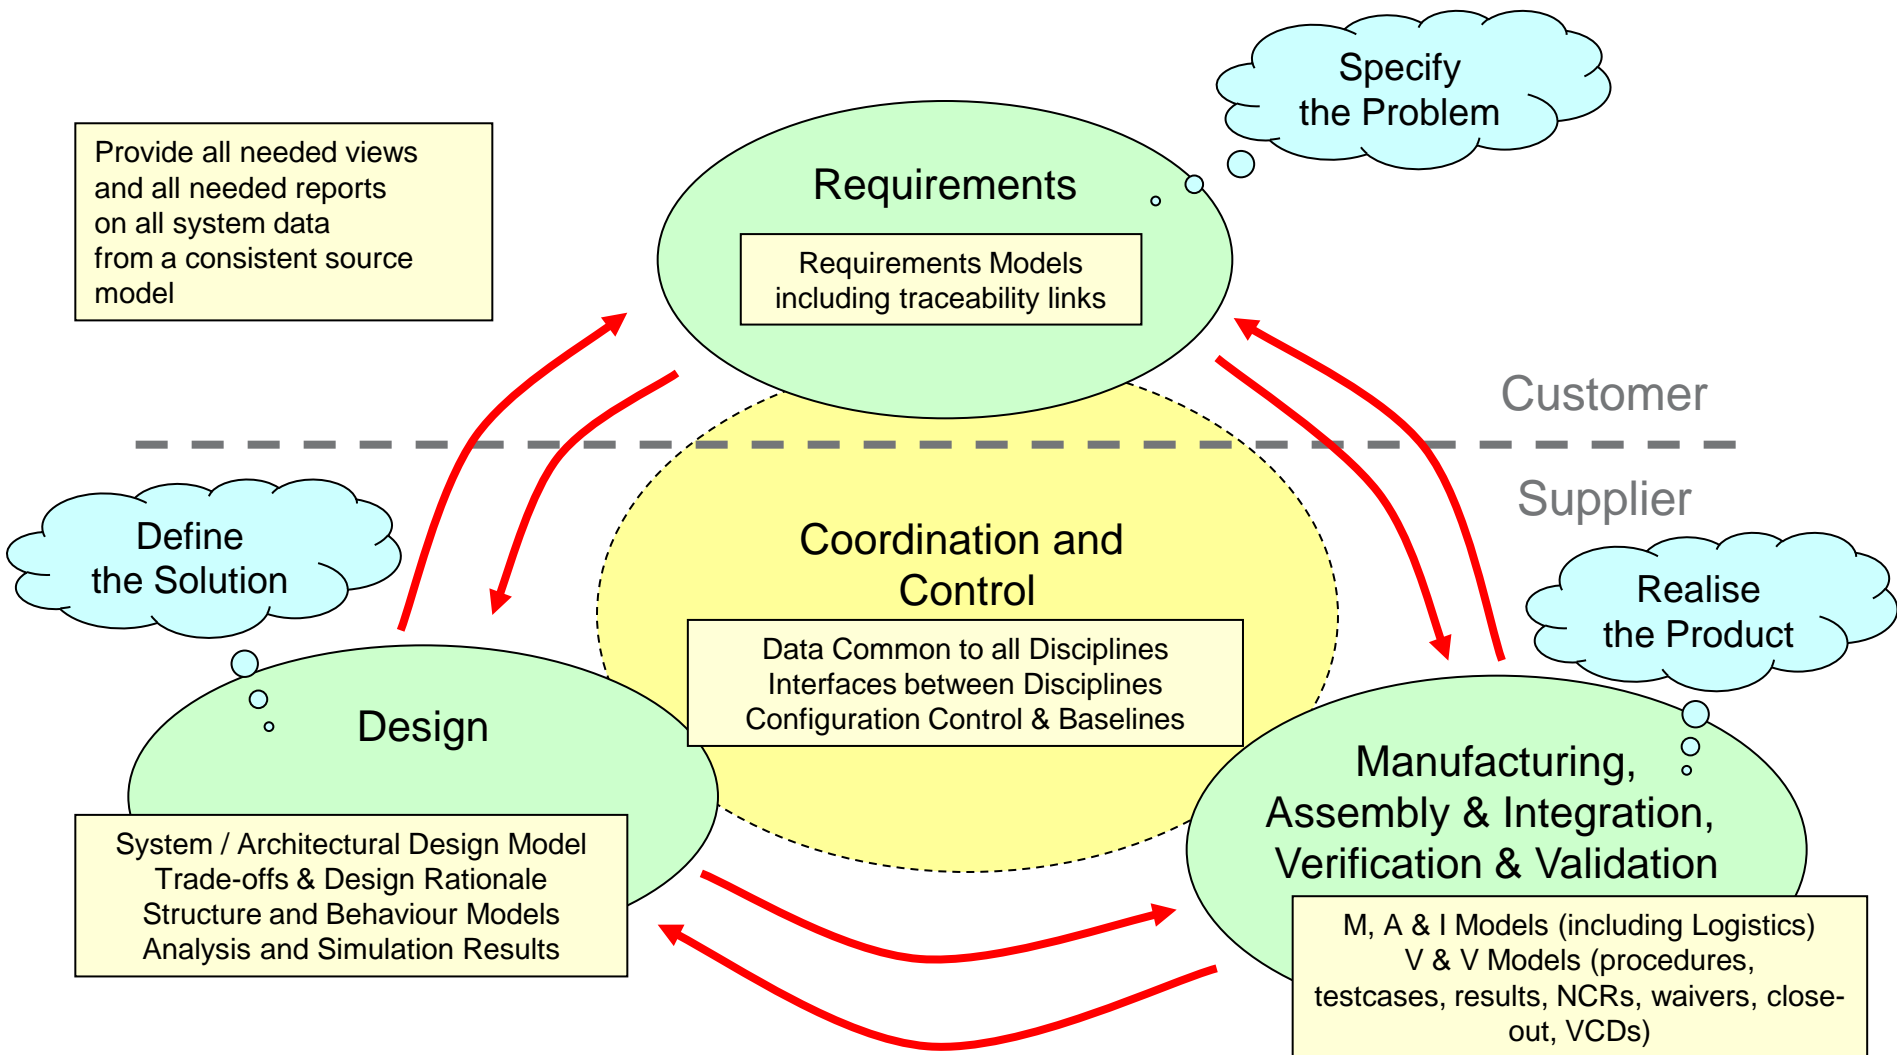 Specify
the Problem
Provide all needed views
and all needed reports
on all system data
from a consistent source
model
Requirements
Requirements Models
including traceability links
Customer
Supplier
Define
the Solution
Coordination and
Control
Data Common to all Disciplines
Interfaces between Disciplines
Configuration Control & Baselines
Realise
the Product
Design
System / Architectural Design Model
Trade-offs & Design Rationale
Structure and Behaviour Models
Analysis and Simulation Results
Manufacturing,
Assembly & Integration,
Verification & Validation
M, A & I Models (including Logistics)
V & V Models (procedures,
testcases, results, NCRs, waivers, close-
out, VCDs)